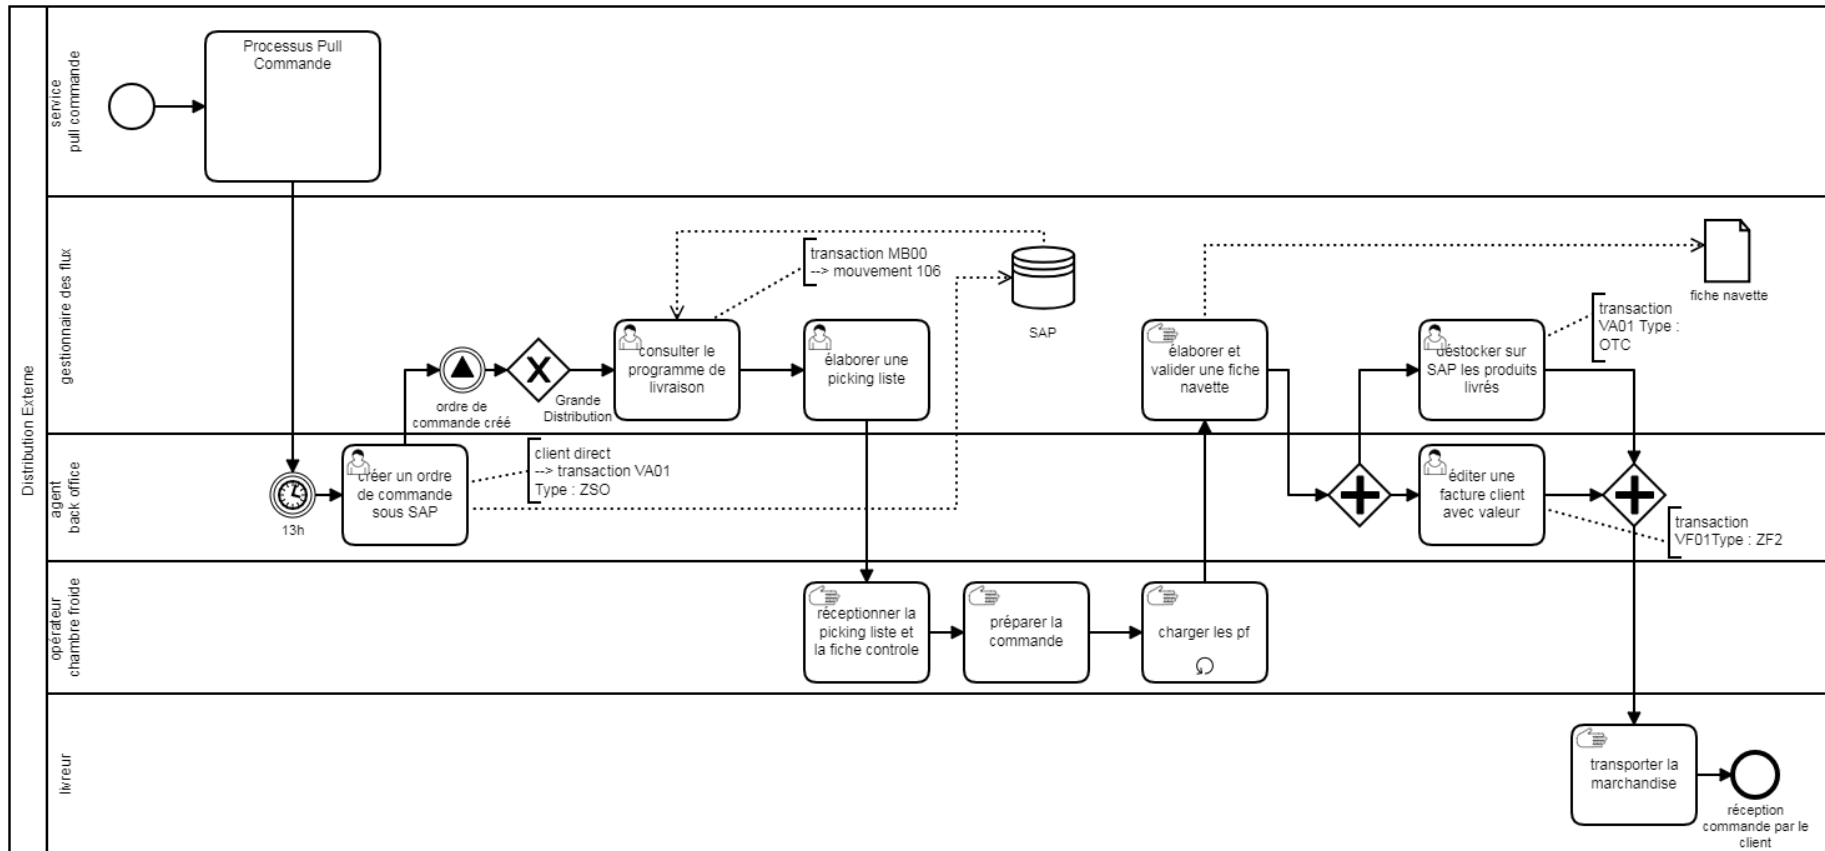 Distribution Externe
service
pull commande
Processus Pull
Commande
gestionnaire des flux
ordre de
commande créé
Grande
Distribution
consulter le
programme de
livraison
transaction MB00
--> mouvement 106
élaborer une
picking liste
SAP
élaborer et
valider une fiche
navette
déstocker sur
SAP les produits
livrés
transaction
VA01 Type :
OTC
fiche navette
agent
back office
13h
créer un ordre
de commande
sous SAP
client direct
--> transaction VA01
Type : ZSO
éditer une
facture client
avec valeur
transaction
VF01Type : ZF2
opérateur
chambre froide
réceptionner la
picking liste et
la fiche controle
préparer la
commande
charger les pf
livreur
transporter la
marchandise
réception
commande par le
client